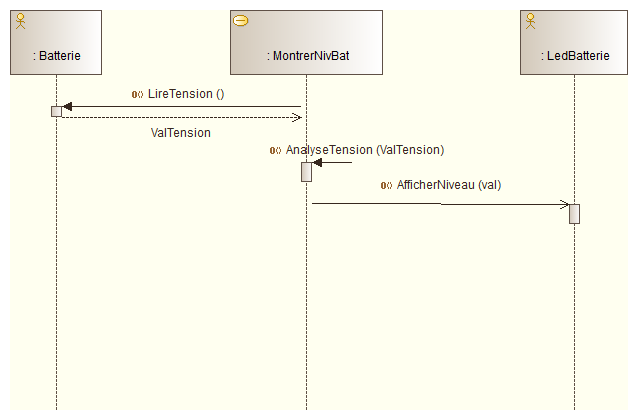 : Batterie
: MontrerNivBat
: LedBatterie
LireTension ()
ValTension
AnalyseTension (ValTension)
AfficherNiveau (val)